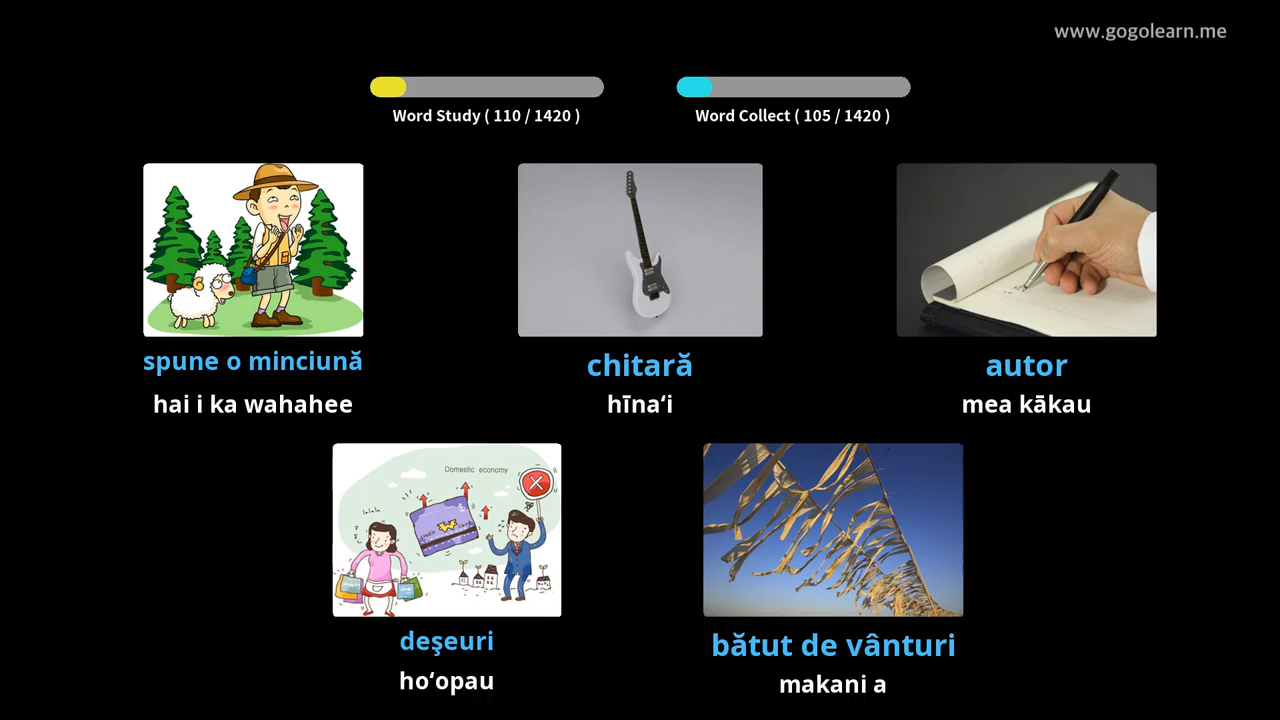 www.gogolearn.me
Word Study ( 110 / 1420 )
Word Collect ( 105 / 1420 )
spune o minciună
hai i ka wahahee
chitară
hīnaʻi
autor
mea kākau
Domestic economy
lalala
deşeuri
hoʻopau
bătut de vânturi
makani a